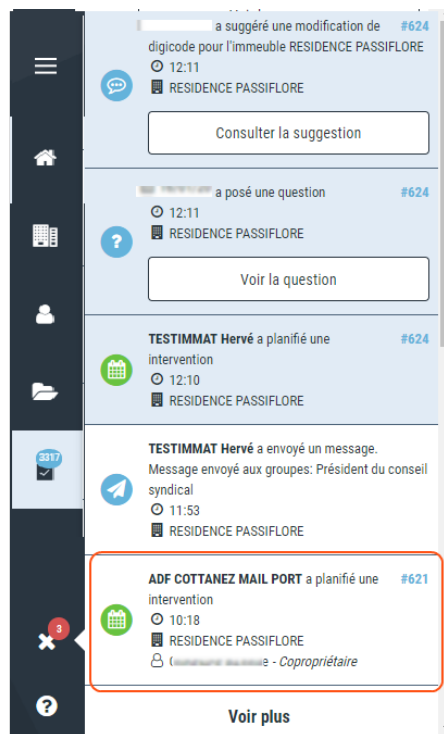 a suggéré une modification de #624
digicode pour l'immeuble RESIDENCE PASSIFLORE
12:11
RESIDENCE PASSIFLORE
Consulter la suggestion
a posé une question #624
12:11
RESIDENCE PASSIFLORE
?
Voir la question
TESTIMMAT Hervé a planifié une #624
intervention
12:10
RESIDENCE PASSIFLORE
3317
TESTIMMAT Hervé a envoyé un message.
Message envoyé aux groupes: Président du conseil
syndical
11:53
RESIDENCE PASSIFLORE
ADF COTTANEZ MAIL PORT a planifié une #621
intervention
10:18
RESIDENCE PASSIFLORE
- Copropriétaire
3
?
Voir plus